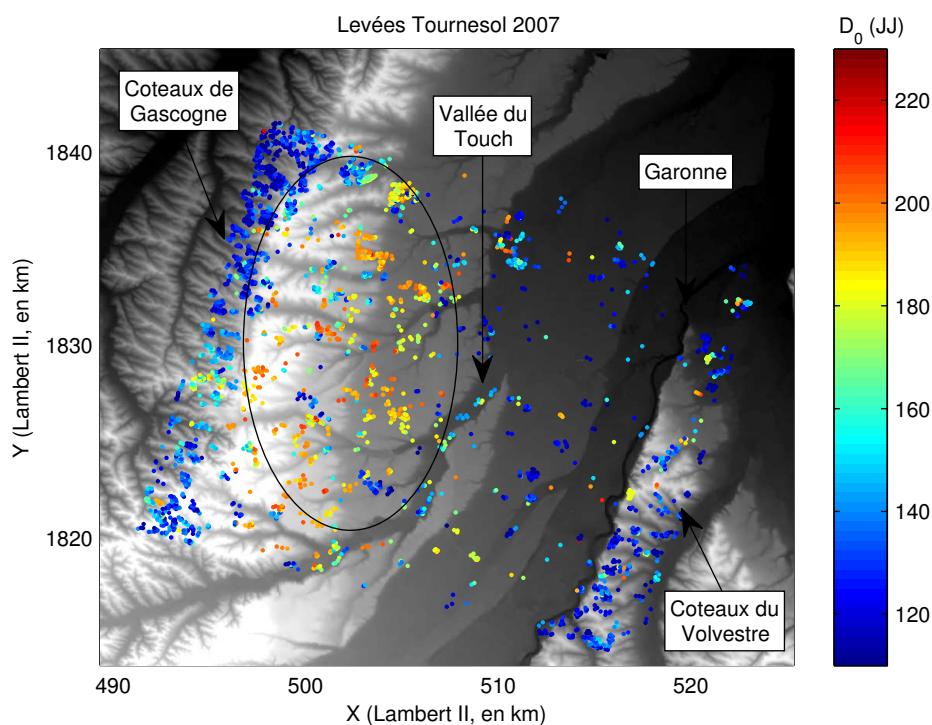 Levées Tournesol 2007
D0 (JJ)
Coteaux de
Gascogne
Vallée du
Touch
Garonne
Coteaux du
Volvestre
1840
1830
1820
490
500
510
520
X (Lambert II, en km)
Y (Lambert II, en km)
220
200
180
160
140
120